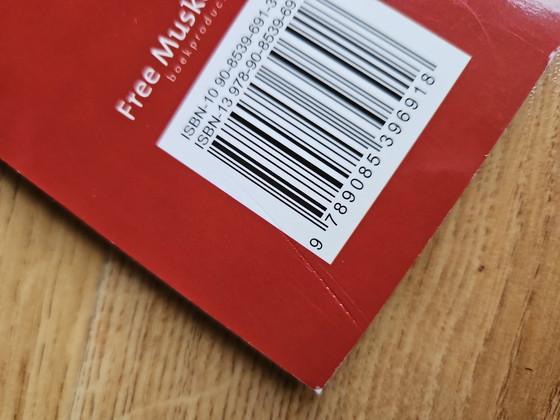 Free Musk
boekproduc
ISBN-10 90-8539-691-3
ISBN-13 978-90-8539-69
9 789085 396918